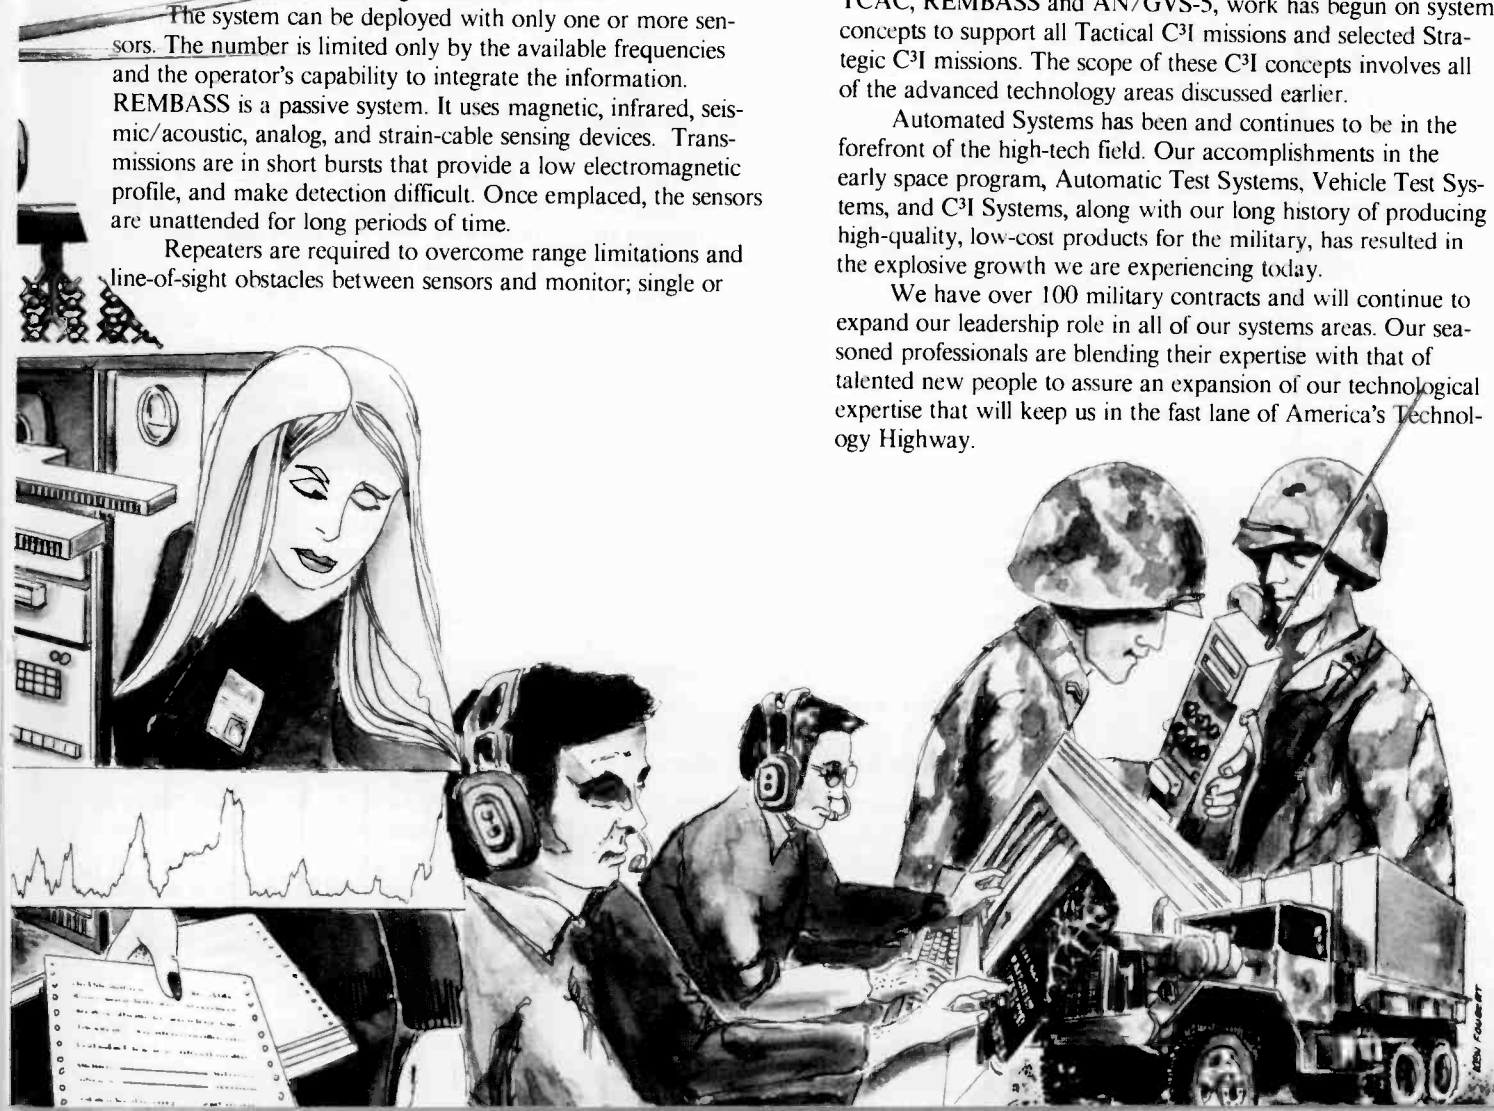 The system can be deployed with only one or more sen-
sors. The number is limited only by the available frequencies
and the operator's capability to integrate the information.
REMBASS is a passive system. It uses magnetic, infrared, seis-
mic/acoustic, analog, and strain-cable sensing devices. Trans-
missions are in short bursts that provide a low electromagnetic
profile, and make detection difficult. Once emplaced, the sensors
are unattended for long periods of time.
Repeaters are required to overcome range limitations and
line-of-sight obstacles between sensors and monitor; single or
TCAC, REMBASS and AN/GVS-5, work has begun on system
concepts to support all Tactical C³I missions and selected Stra-
tegic C³I missions. The scope of these C³I concepts involves all
of the advanced technology areas discussed earlier.
Automated Systems has been and continues to be in the
forefront of the high-tech field. Our accomplishments in the
early space program, Automatic Test Systems, Vehicle Test Sys-
tems, and C³I Systems, along with our long history of producing
high-quality, low-cost products for the military, has resulted in
the explosive growth we are experiencing today.
We have over 100 military contracts and will continue to
expand our leadership role in all of our systems areas. Our sea-
soned professionals are blending their expertise with that of
talented new people to assure an expansion of our technological
expertise that will keep us in the fast lane of America's Technol-
ogy Highway.
KEN FOUBERT